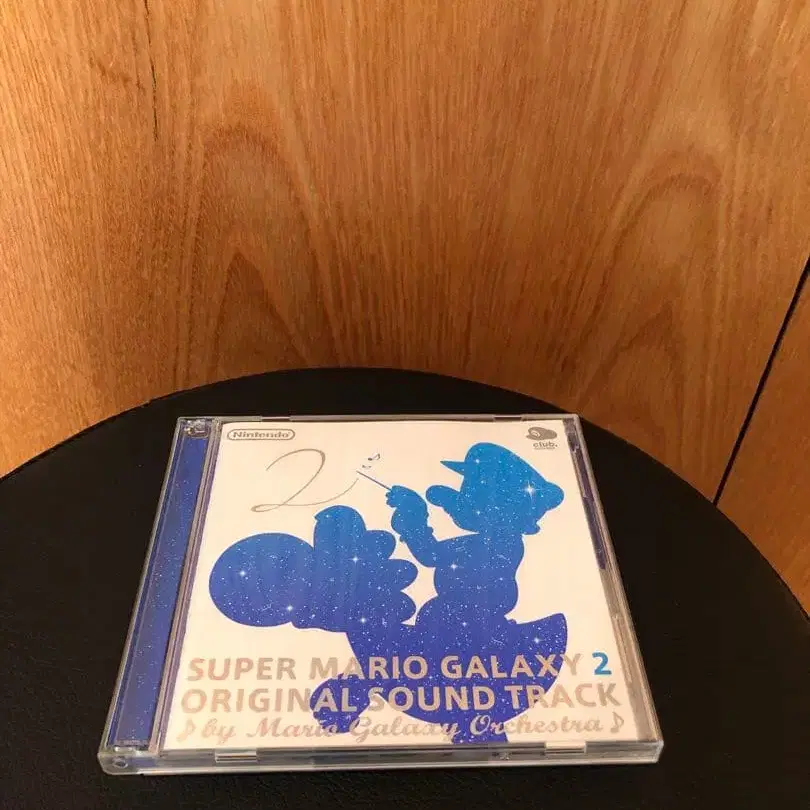 Nintendo
club.
2
SUPER MARIO GALAXY 2
ORIGINAL SOUND TRACK
♪by Mario Galaxy Orchestra♪